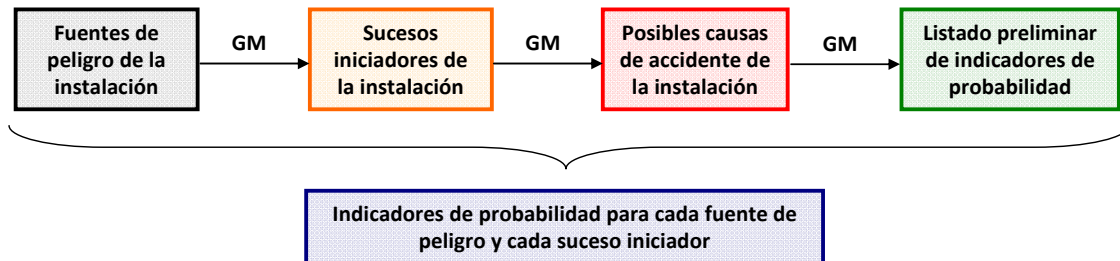 Fuentes de
peligro de la
instalación
GM
Sucesos
iniciadores de
la instalación
GM
Posibles causas
de accidente de
la instalación
GM
Listado preliminar
de indicadores de
probabilidad
Indicadores de probabilidad para cada fuente de
peligro y cada suceso iniciador